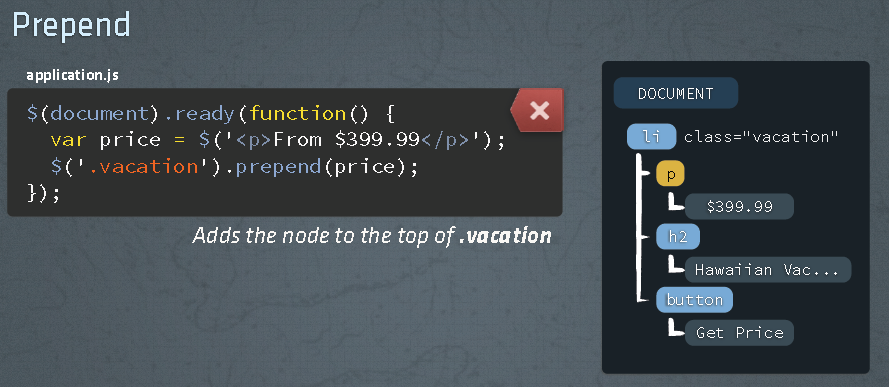 Prepend
application.js
$(document).ready(function() {
  var price = $('<p>From $399.99</p>');
  $('.vacation').prepend(price);
});
Adds the node to the top of .vacation
DOCUMENT
li class="vacation"
p
$399.99
h2
Hawaiian Vac...
button
Get Price